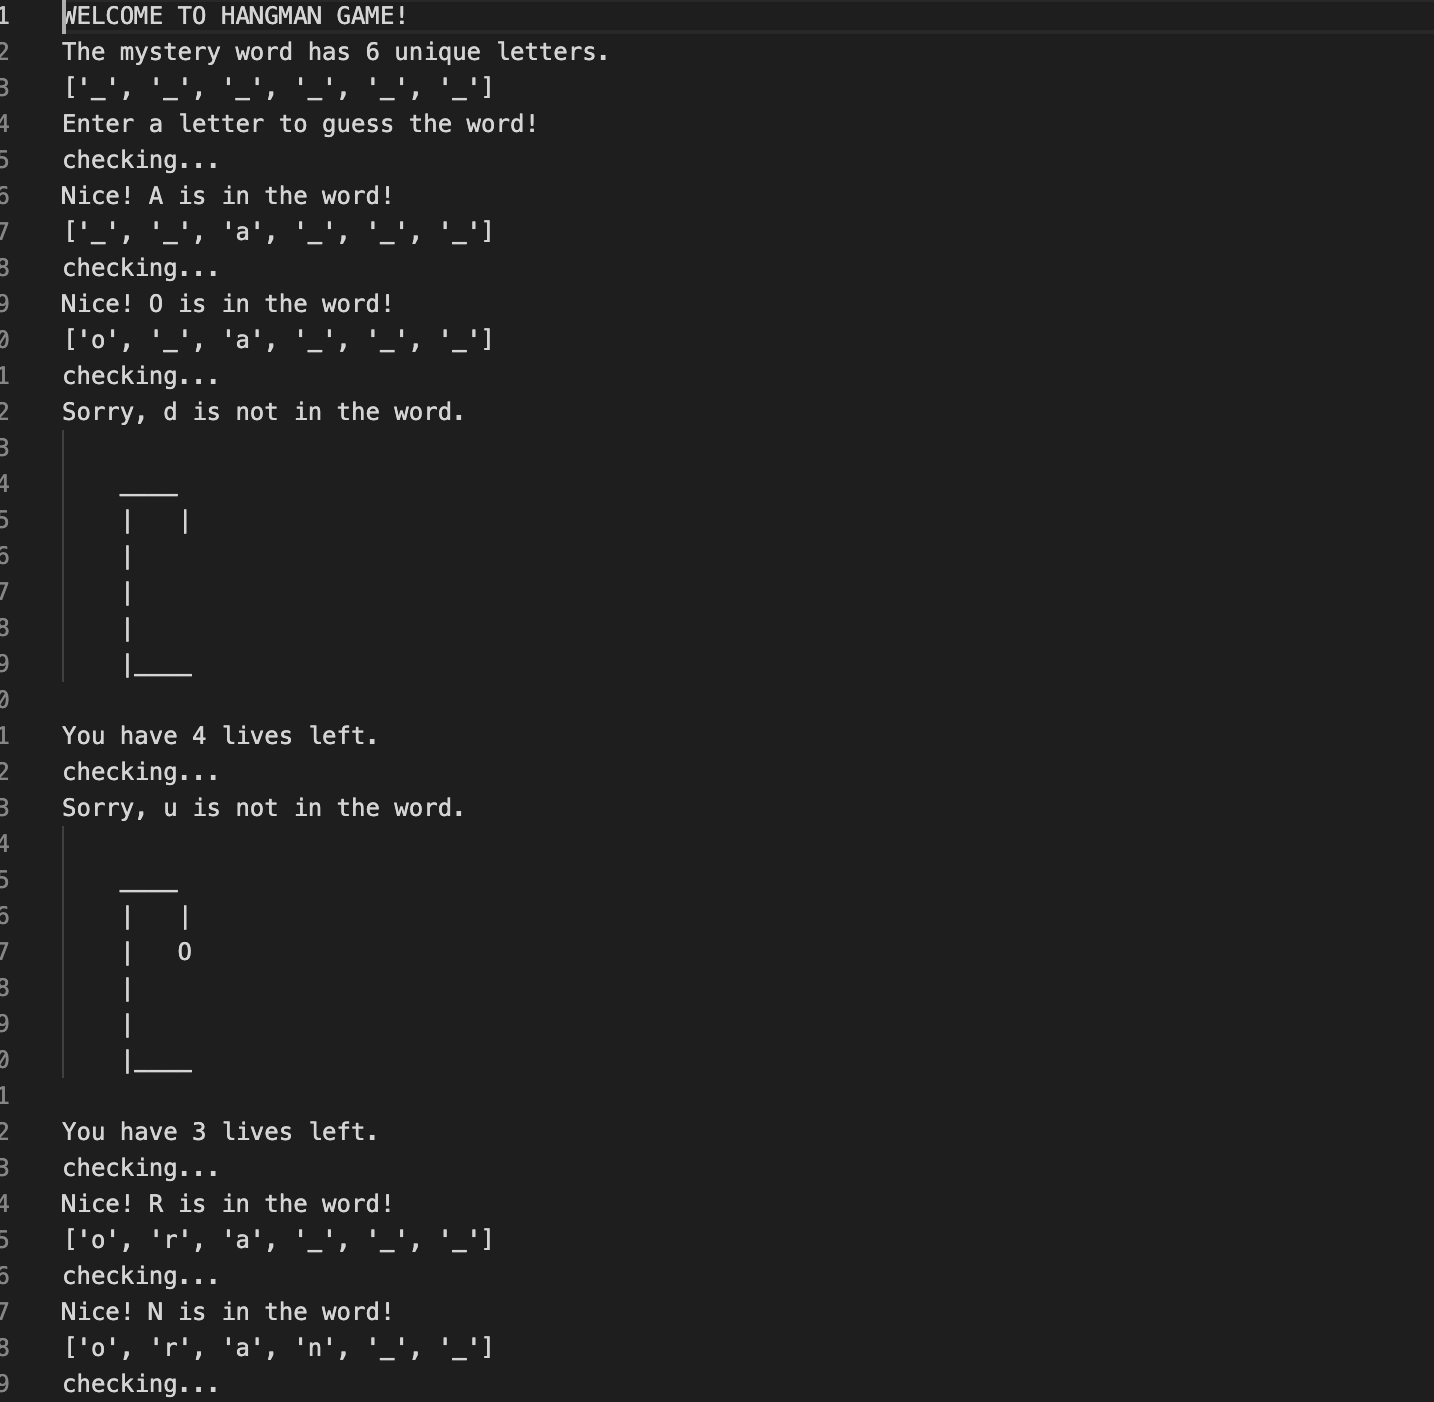 1 WELCOME TO HANGMAN GAME!
2 The mystery word has 6 unique letters.
3 ['_', '_', '_', '_', '_', '_']
4 Enter a letter to guess the word!
5 checking...
6 Nice! A is in the word!
7 ['_', '_', 'a', '_', '_', '_']
8 checking...
9 Nice! O is in the word!
0 ['o', '_', 'a', '_', '_', '_']
1 checking...
2 Sorry, d is not in the word.
3
4     ____
5     |   |
6     |
7     |
8     |
9     |____
0
1 You have 4 lives left.
2 checking...
3 Sorry, u is not in the word.
4
5     ____
6     |   |
7     |   O
8     |
9     |
0     |____
1
2 You have 3 lives left.
3 checking...
4 Nice! R is in the word!
5 ['o', 'r', 'a', '_', '_', '_']
6 checking...
7 Nice! N is in the word!
8 ['o', 'r', 'a', 'n', '_', '_']
9 checking...